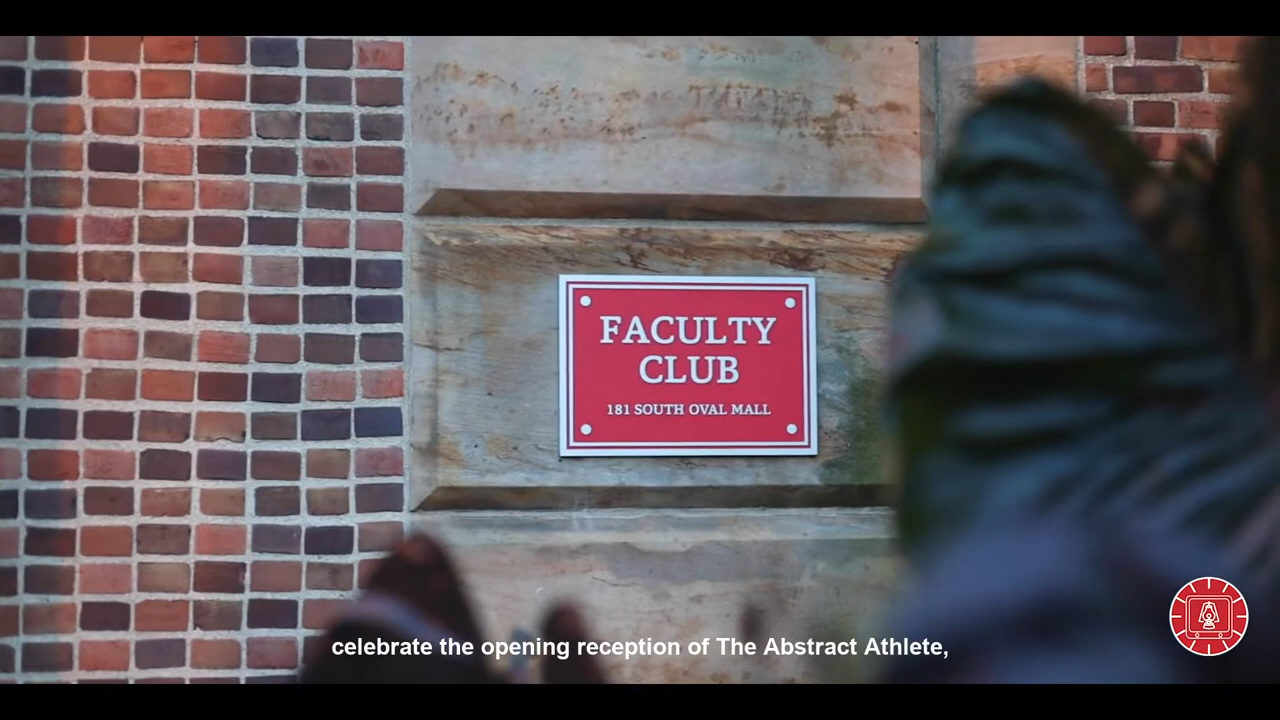 FACULTY
CLUB
181 SOUTH OVAL MALL
celebrate the opening reception of The Abstract Athlete,